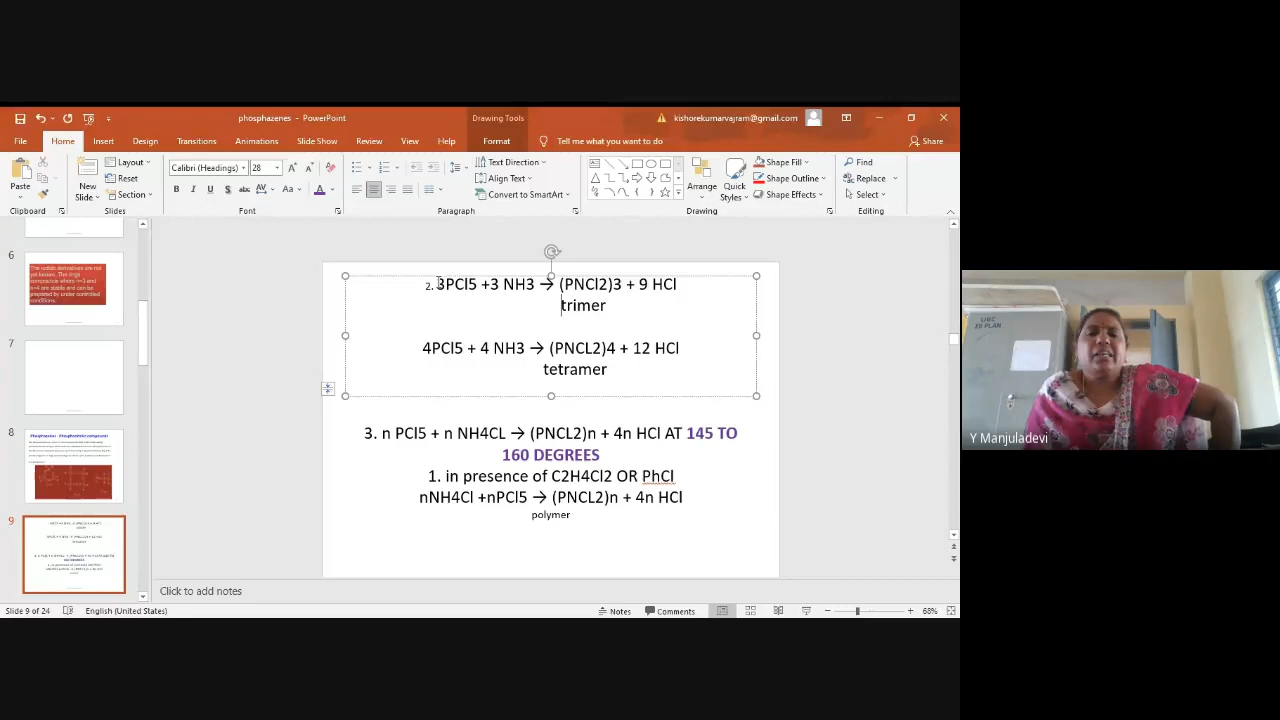 phosphazenes - PowerPoint
Drawing Tools
kishorekumarvajram@gmail.com
File
Home
Insert
Design
Transitions
Animations
Slide Show
Review
View
Help
Format
Tell me what you want to do
Share
Paste
New
Slide
Layout
Reset
Section
Calibri (Headings)
28
Text Direction
Align Text
Convert to SmartArt
Arrange
Quick
Styles
Shape Fill
Shape Outline
Shape Effects
Find
Replace
Select
Clipboard
Slides
Font
Paragraph
Drawing
Editing
6
The iodide derivatives are not
7
8
9
2. 3PCl5 +3 NH3 → (PNCl2)3 + 9 HCl
trimer
4PCl5 + 4 NH3 → (PNCL2)4 + 12 HCl
tetramer
3. n PCl5 + n NH4CL → (PNCL2)n + 4n HCl AT 145 TO
160 DEGREES
1. in presence of C2H4Cl2 OR PhCl
nNH4Cl +nPCl5 → (PNCL2)n + 4n HCl
polymer
Click to add notes
Slide 9 of 24
English (United States)
Notes
Comments
68%
Y Manjuladevi